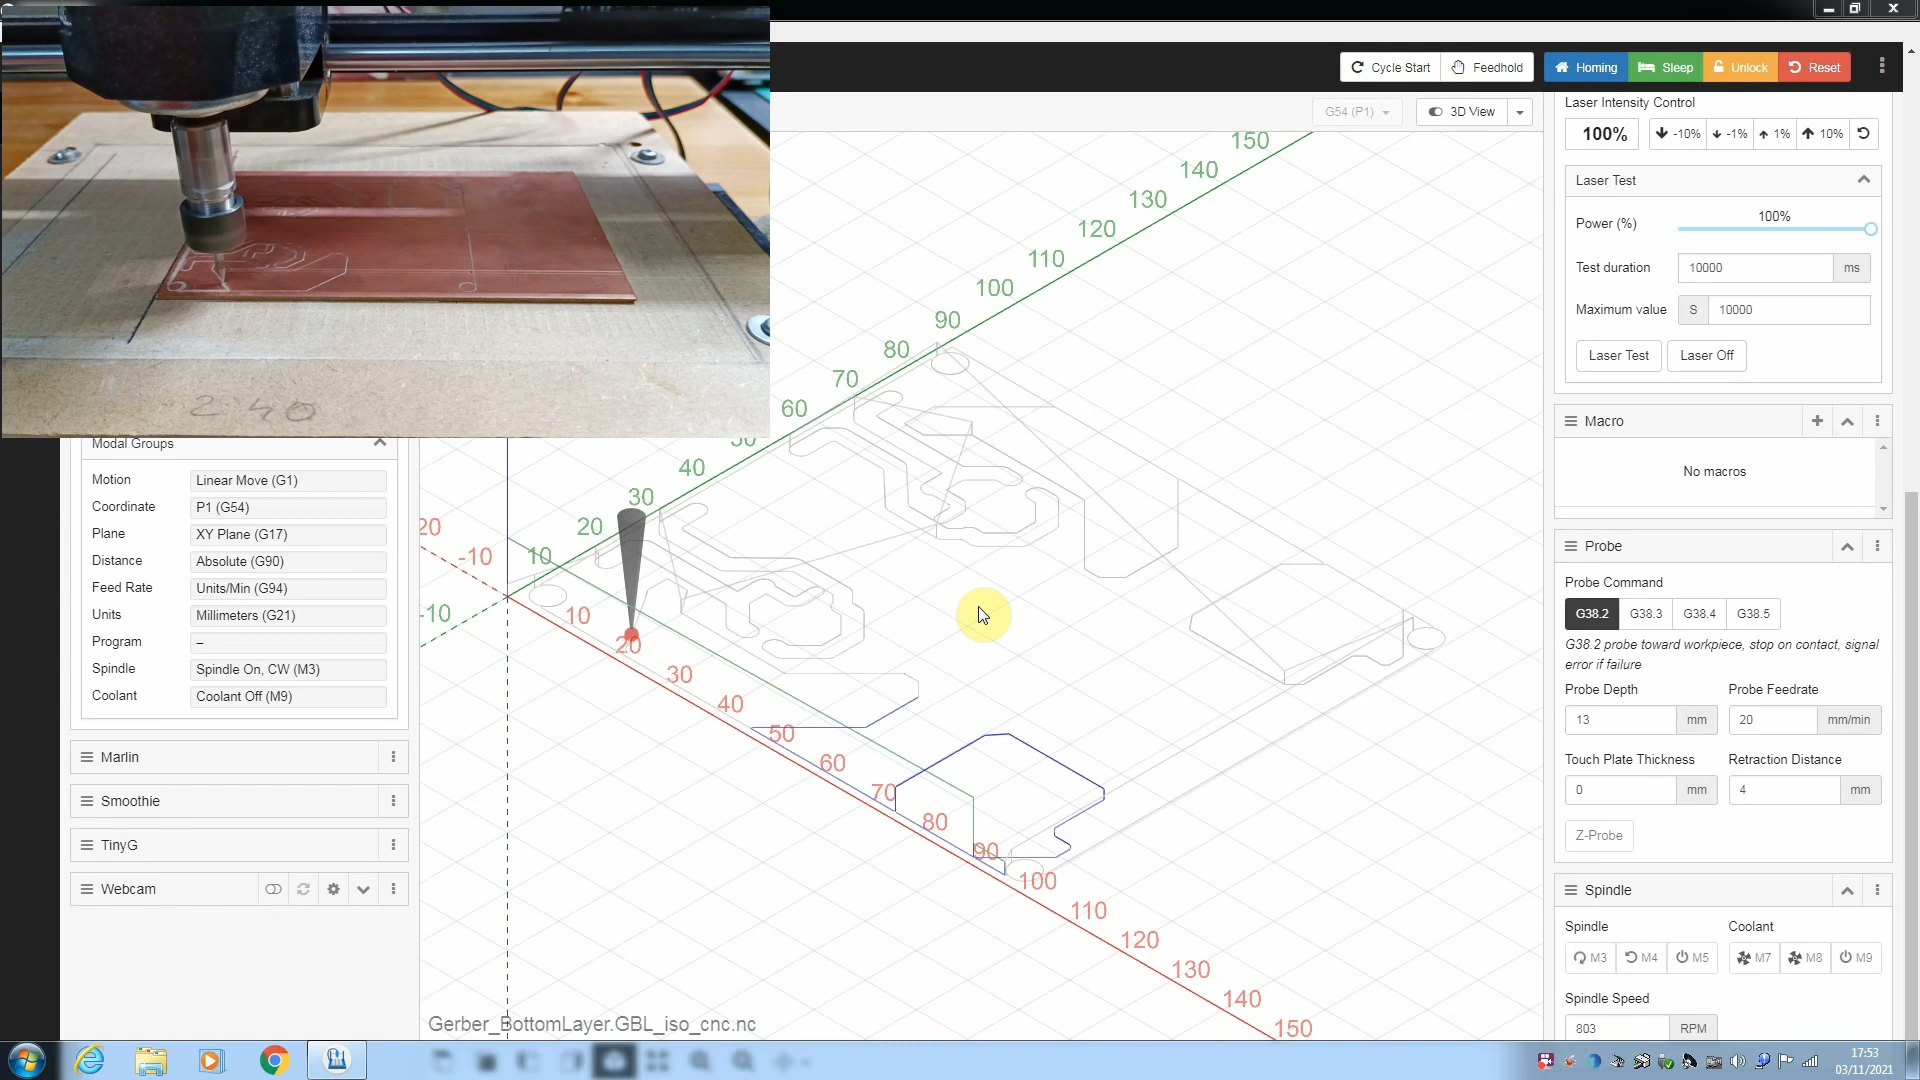 Cycle Start
Feedhold
Homing
Sleep
Unlock
Reset
G54 (P1)
3D View
Laser Intensity Control
100%
-10%
-1%
1%
10%
Laser Test
Power (%)
100%
Test duration
10000
ms
Maximum value
S
10000
Laser Test
Laser Off
Macro
No macros
Probe
Probe Command
G38.2
G38.3
G38.4
G38.5
G38.2 probe toward workpiece, stop on contact, signal
error if failure
Probe Depth
Probe Feedrate
13
mm
20
mm/min
Touch Plate Thickness
Retraction Distance
0
mm
4
mm
Z-Probe
Spindle
Spindle
Coolant
M3
M4
M5
M7
M8
M9
Spindle Speed
803
RPM
240
Modal Groups
Motion
Linear Move (G1)
Coordinate
P1 (G54)
Plane
XY Plane (G17)
Distance
Absolute (G90)
Feed Rate
Units/Min (G94)
Units
Millimeters (G21)
Program
–
Spindle
Spindle On, CW (M3)
Coolant
Coolant Off (M9)
Marlin
Smoothie
TinyG
Webcam
150
140
130
120
110
100
90
80
70
60
40
30
20
10
20
-10
-10
10
20
30
40
50
60
70
80
90
100
110
120
130
140
150
Gerber_BottomLayer.GBL_iso_cnc.nc
17:53
03/11/2021